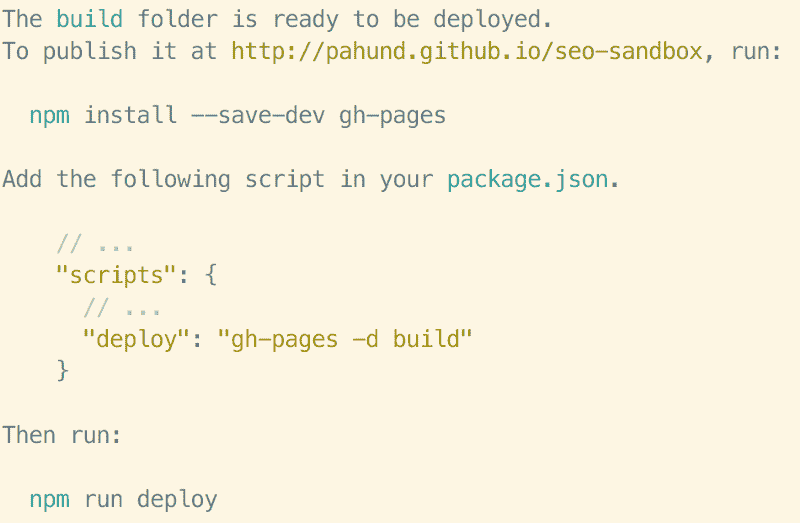 The build folder is ready to be deployed.
To publish it at http://pahund.github.io/seo-sandbox, run:
npm install --save-dev gh-pages
Add the following script in your package.json.
// ...
"scripts": {
// ...
"deploy": "gh-pages -d build"
}
Then run:
npm run deploy